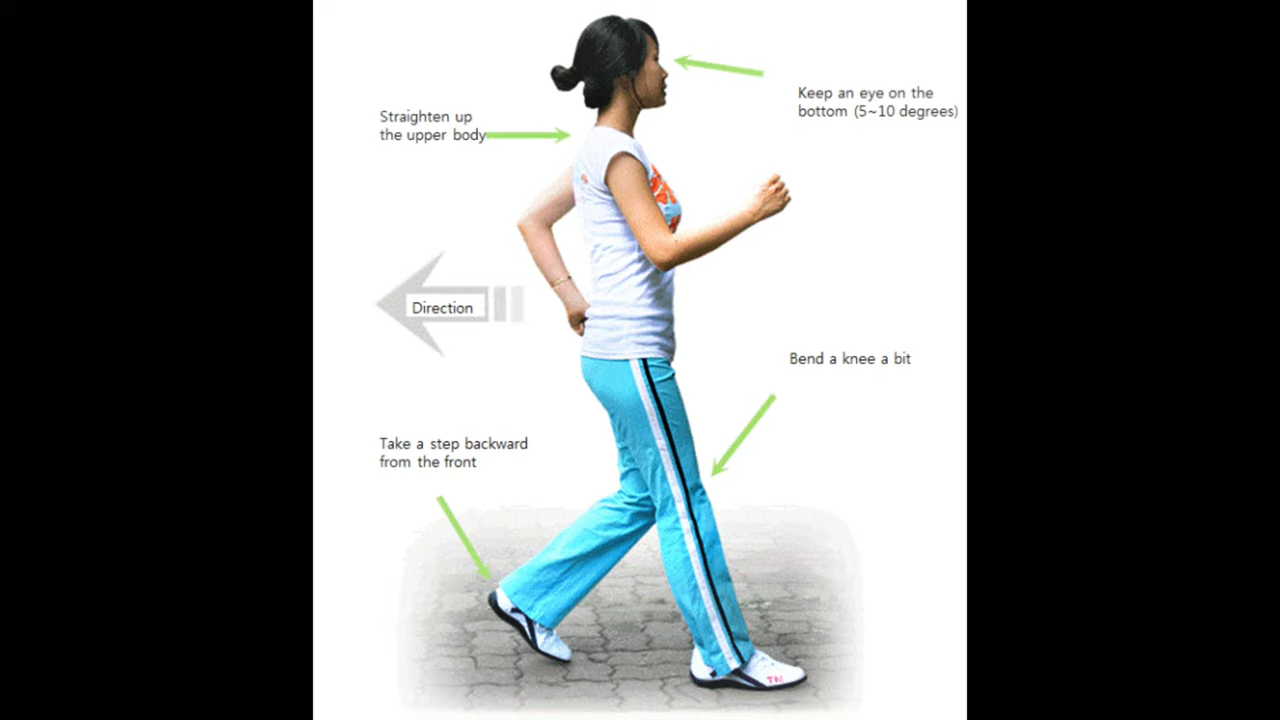 Keep an eye on the
bottom (5~10 degrees)
Straighten up
the upper body
Direction
Bend a knee a bit
Take a step backward
from the front
TM